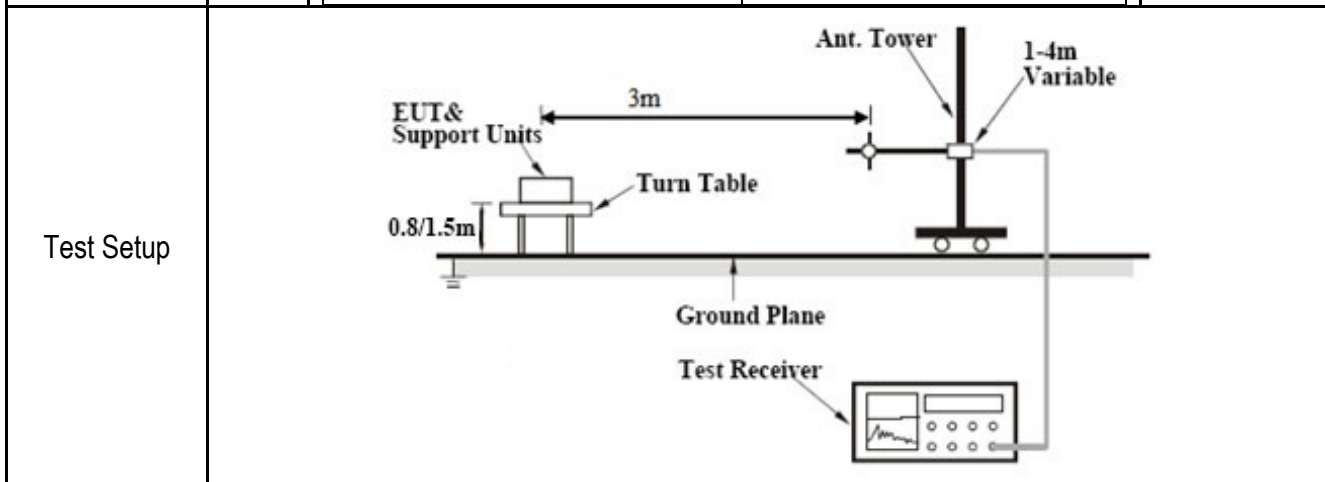 Test Setup
Ant. Tower
1-4m
Variable
3m
EUT&
Support Units
Turn Table
0.8/1.5m
Ground Plane
Test Receiver